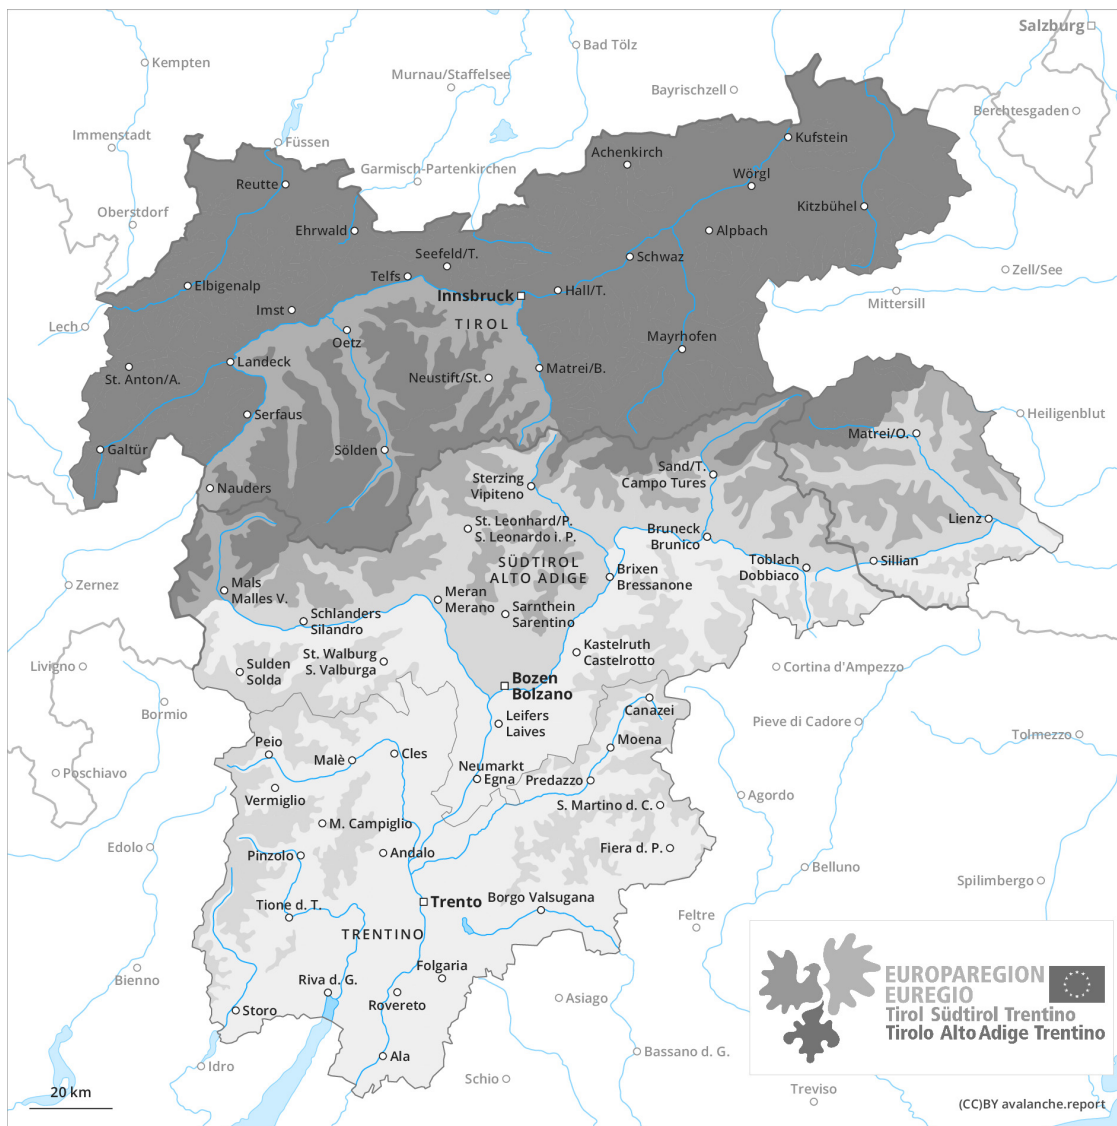 Salzburg
Bad Tölz
Kempten
Murnau/Staffelsee
Bayrischzell
Berchtesgaden
Immenstadt
Füssen
Kufstein
Achenkirch
Garmisch-Partenkirchen
Wörgl
Reutte
Kitzbühel
Oberstdorf
Ehrwald
Alpbach
Seefeld/T.
Schwaz
Zell/See
Telfs
Elbigenalp
Hall/T.
Innsbruck
Mittersill
Imst
TIROL
Lech
Oetz
Mayrhofen
Landeck
Matrei/B.
St. Anton/A.
Neustift/St.
Serfaus
Heiligenblut
Matrei/O.
Galtür
Sölden
Sand/T.
Campo Tures
Sterzing
Vipiteno
Nauders
St. Leonhard/P.
S. Leonardo i. P.
Lienz
Bruneck
Brunico
SÜDTIROL
ALTO ADIGE
Toblach
Dobbiaco
Sillian
Brixen
Bressanone
Zernez
Mals
Malles V.
Meran
Merano
Schlanders
Silandro
Sarnthein
Sarentino
Kastelruth
Castelrotto
St. Walburg
S. Valburga
Livigno
Sulden
Solda
Cortina d'Ampezzo
Bozen
Bolzano
Bormio
Canazei
Leifers
Laives
Pieve di Cadore
Tolmezzo
Peio
Moena
Cles
Malè
Poschiavo
Neumarkt
Egna
Predazzo
Vermiglio
Agordo
S. Martino d. C.
M. Campiglio
Edolo
Pinzolo
Andalo
Fiera d. P.
Belluno
Spilimbergo
Trento
Borgo Valsugana
Tione d. T.
Feltre
TRENTINO
Folgaria
Bienno
EUROPAREGION
EUREGIO
Tirol Südtirol Trentino
Tirolo Alto Adige Trentino
Riva d. G.
Rovereto
Asiago
Storo
Ala
Bassano d. G.
Idro
Schio
20 km
Treviso
(CC)BY avalanche.report